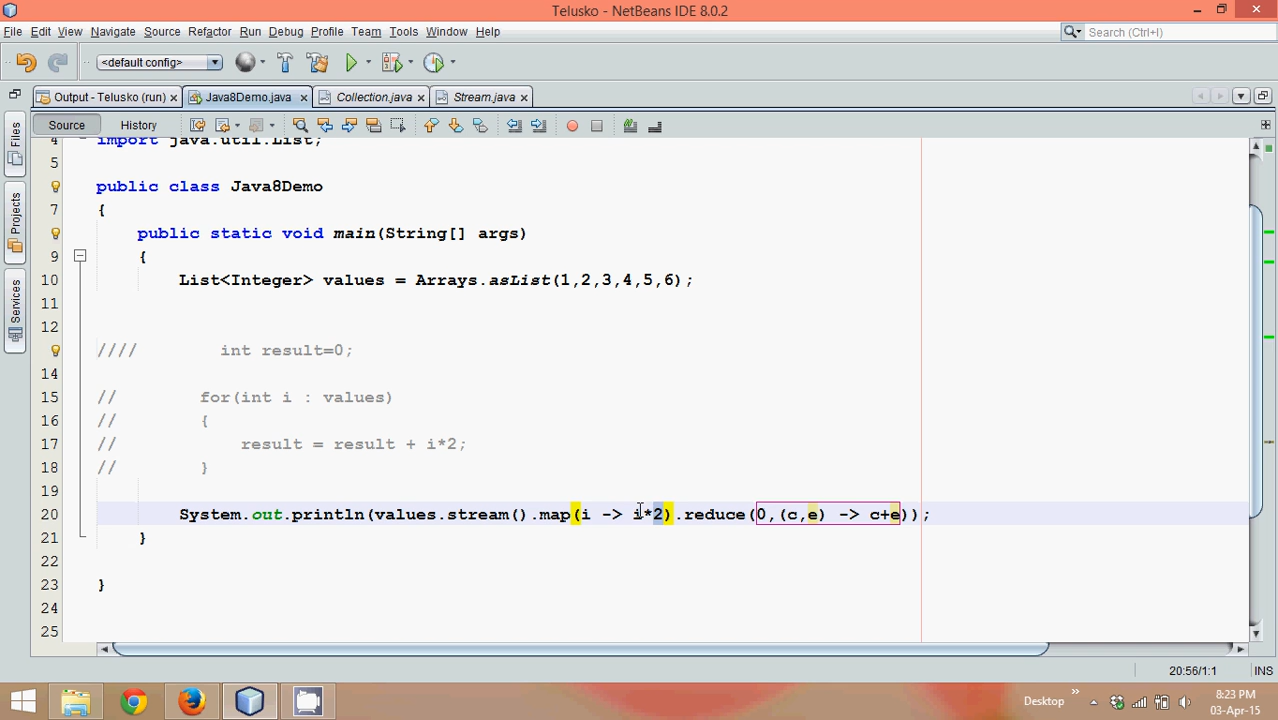 Telusko - NetBeans IDE 8.0.2
File Edit View Navigate Source Refactor Run Debug Profile Team Tools Window Help
Search (Ctrl+I)
<default config>
Output - Telusko (run) Java8Demo.java Collection.java Stream.java
Source History
Files
Projects
Services
4 import java.util.List;
5
public class Java8Demo
7 {
public static void main(String[] args)
9 {
10 List<Integer> values = Arrays.asList(1,2,3,4,5,6);
11
12
//// int result=0;
14
15 // for(int i : values)
16 // {
17 // result = result + i*2;
18 // }
19
20 System.out.println(values.stream().map(i -> i*2).reduce(0,(c,e) -> c+e));
21 }
22
23 }
24
25
20:56/1:1 INS
Desktop
8:23 PM
03-Apr-15